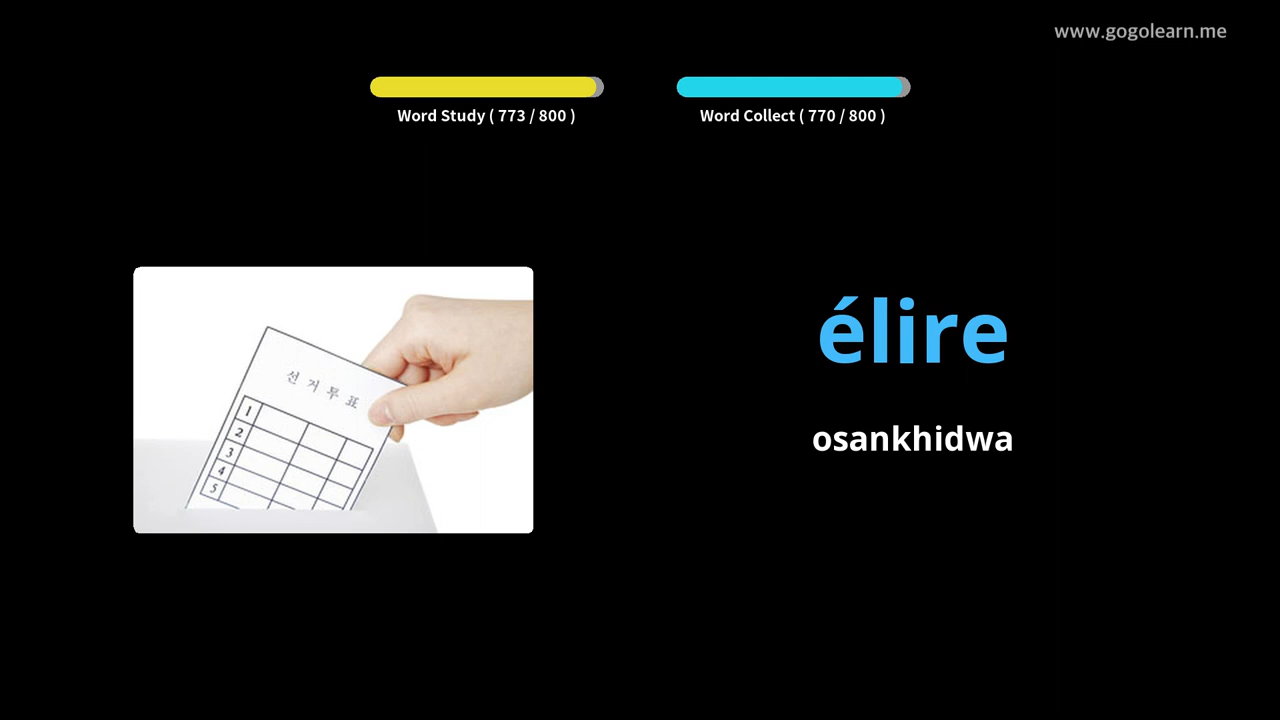 www.gogolearn.me
Word Study ( 773 / 800 )
Word Collect ( 770 / 800 )
선거투표
1
2
3
4
5
élire
osankhidwa